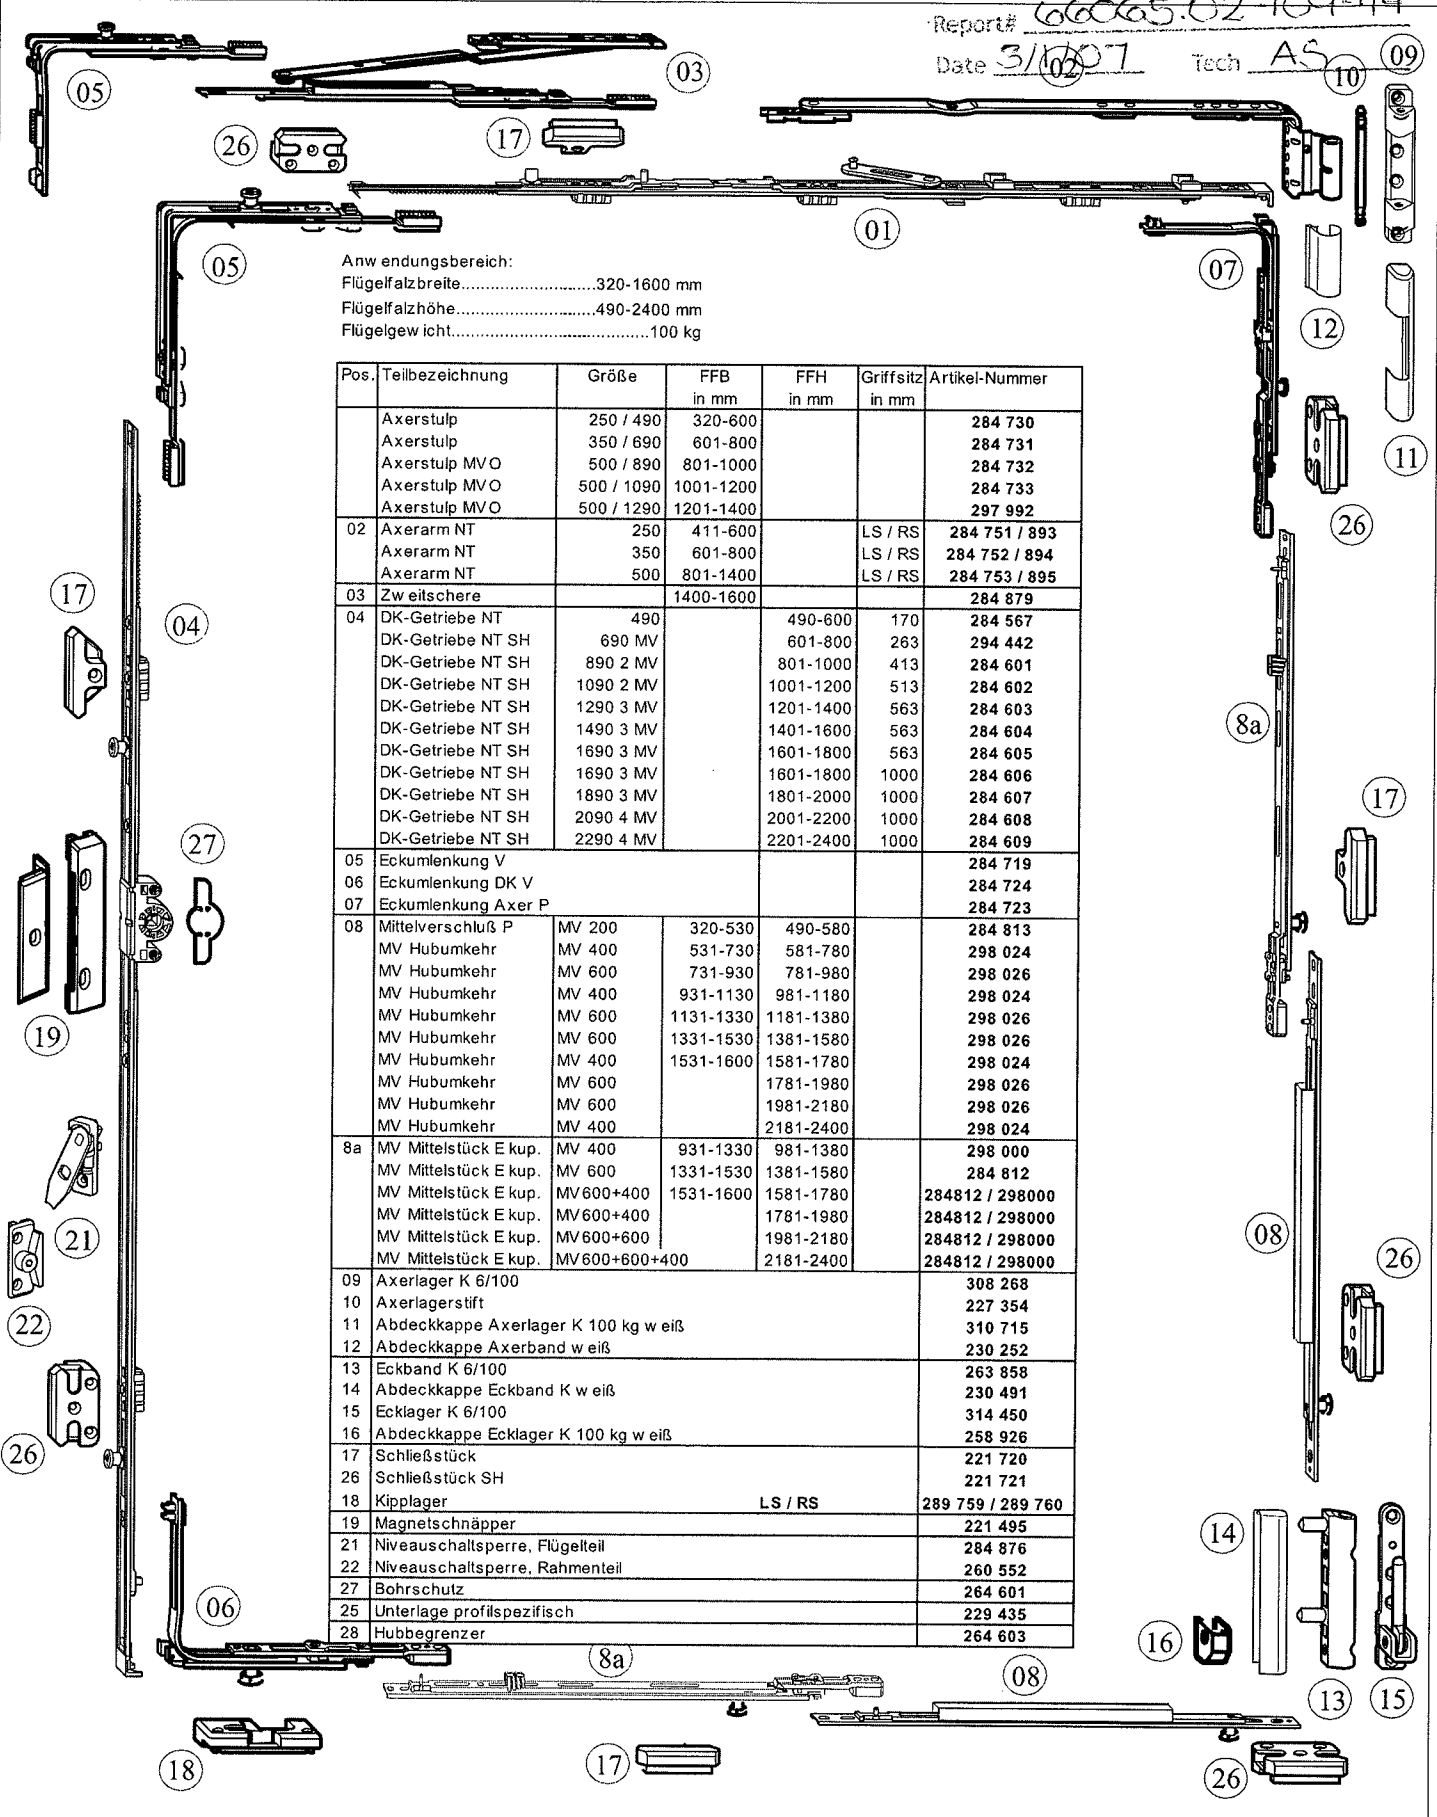 Report# 66065.02-109-44
Date 3/1/07 Tech AS
05
03
02
10
09
26
17
01
05
07
12
11
26
Anwendungsbereich:
Flügelfalzbreite............................320-1600 mm
Flügelfalzhöhe.............................490-2400 mm
Flügelgewicht.........................................100 kg
Pos. Teilbezeichnung Größe FFB FFH Griffsitz Artikel-Nummer
in mm in mm in mm
Axerstulp 250 / 490 320-600 284 730
Axerstulp 350 / 690 601-800 284 731
Axerstulp MVO 500 / 890 801-1000 284 732
Axerstulp MVO 500 / 1090 1001-1200 284 733
Axerstulp MVO 500 / 1290 1201-1400 297 992
02 Axerarm NT 250 411-600 LS / RS 284 751 / 893
Axerarm NT 350 601-800 LS / RS 284 752 / 894
Axerarm NT 500 801-1400 LS / RS 284 753 / 895
03 Zweitschere 1400-1600 284 879
04 DK-Getriebe NT 490 490-600 170 284 567
DK-Getriebe NT SH 690 MV 601-800 263 294 442
DK-Getriebe NT SH 890 2 MV 801-1000 413 284 601
DK-Getriebe NT SH 1090 2 MV 1001-1200 513 284 602
DK-Getriebe NT SH 1290 3 MV 1201-1400 563 284 603
DK-Getriebe NT SH 1490 3 MV 1401-1600 563 284 604
DK-Getriebe NT SH 1690 3 MV 1601-1800 563 284 605
DK-Getriebe NT SH 1690 3 MV 1601-1800 1000 284 606
DK-Getriebe NT SH 1890 3 MV 1801-2000 1000 284 607
DK-Getriebe NT SH 2090 4 MV 2001-2200 1000 284 608
DK-Getriebe NT SH 2290 4 MV 2201-2400 1000 284 609
05 Eckumlenkung V 284 719
06 Eckumlenkung DK V 284 724
07 Eckumlenkung Axer P 284 723
08 Mittelverschluß P MV 200 320-530 490-580 284 813
MV Hubumkehr MV 400 531-730 581-780 298 024
MV Hubumkehr MV 600 731-930 781-980 298 026
MV Hubumkehr MV 400 931-1130 981-1180 298 024
MV Hubumkehr MV 600 1131-1330 1181-1380 298 026
MV Hubumkehr MV 600 1331-1530 1381-1580 298 026
MV Hubumkehr MV 400 1531-1600 1581-1780 298 024
MV Hubumkehr MV 600 1781-1980 298 026
MV Hubumkehr MV 600 1981-2180 298 026
MV Hubumkehr MV 400 2181-2400 298 024
8a MV Mittelstück E kup. MV 400 931-1330 981-1380 298 000
MV Mittelstück E kup. MV 600 1331-1530 1381-1580 284 812
MV Mittelstück E kup. MV600+400 1531-1600 1581-1780 284812 / 298000
MV Mittelstück E kup. MV600+400 1781-1980 284812 / 298000
MV Mittelstück E kup. MV600+600 1981-2180 284812 / 298000
MV Mittelstück E kup. MV600+600+400 2181-2400 284812 / 298000
09 Axerlager K 6/100 308 268
10 Axerlagerstift 227 354
11 Abdeckkappe Axerlager K 100 kg weiß 310 715
12 Abdeckkappe Axerband weiß 230 252
13 Eckband K 6/100 263 858
14 Abdeckkappe Eckband K weiß 230 491
15 Ecklager K 6/100 314 450
16 Abdeckkappe Ecklager K 100 kg weiß 258 926
17 Schließstück 221 720
26 Schließstück SH 221 721
18 Kipplager LS / RS 289 759 / 289 760
19 Magnetschnäpper 221 495
21 Niveauschaltsperre, Flügelteil 284 876
22 Niveauschaltsperre, Rahmenteil 260 552
27 Bohrschutz 264 601
25 Unterlage profilspezifisch 229 435
28 Hubbegrenzer 264 603
17
04
27
19
21
22
26
06
18
8a
17
08
26
14
16
13
15
8a
08
17
26